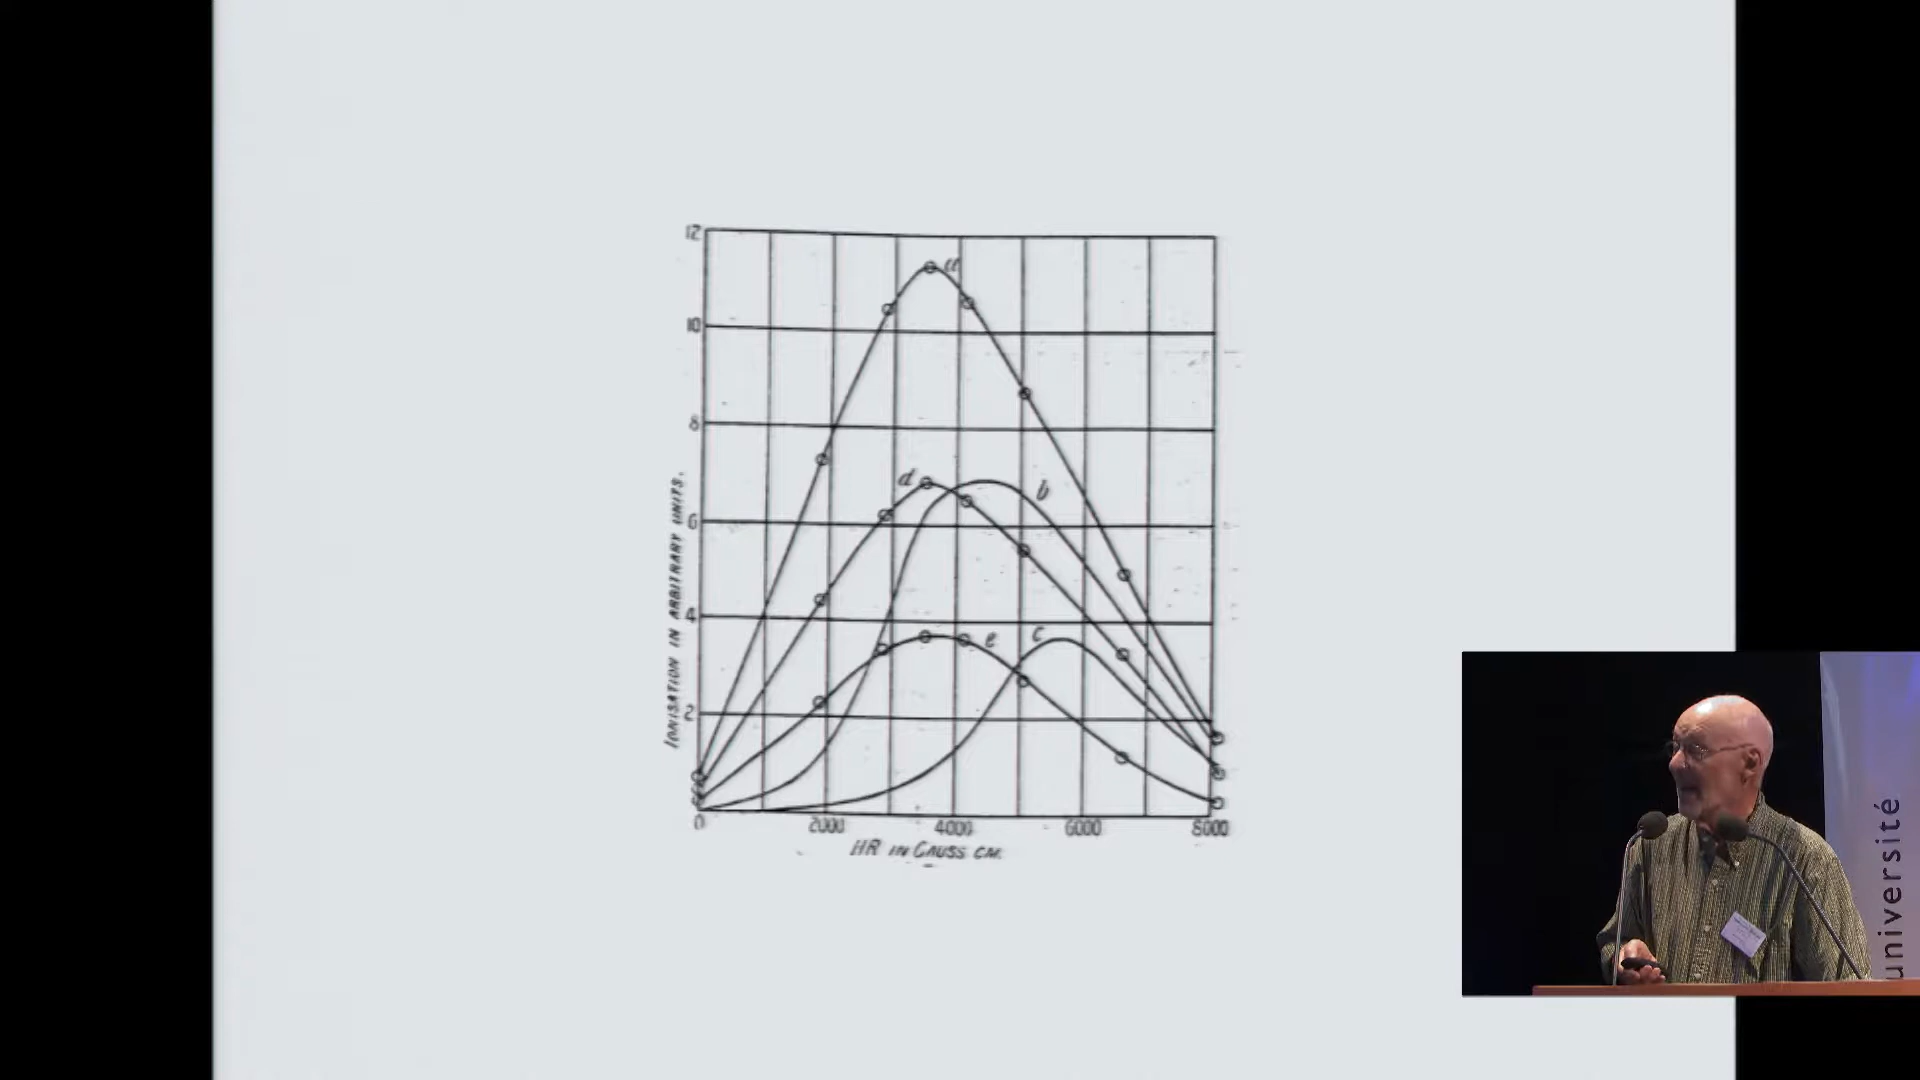 12
10
8
6
4
2
IONISATION IN ARBITRARY UNITS.
a
d
b
e
c
0 2000 4000 6000 8000
HR IN GAUSS CM.
université